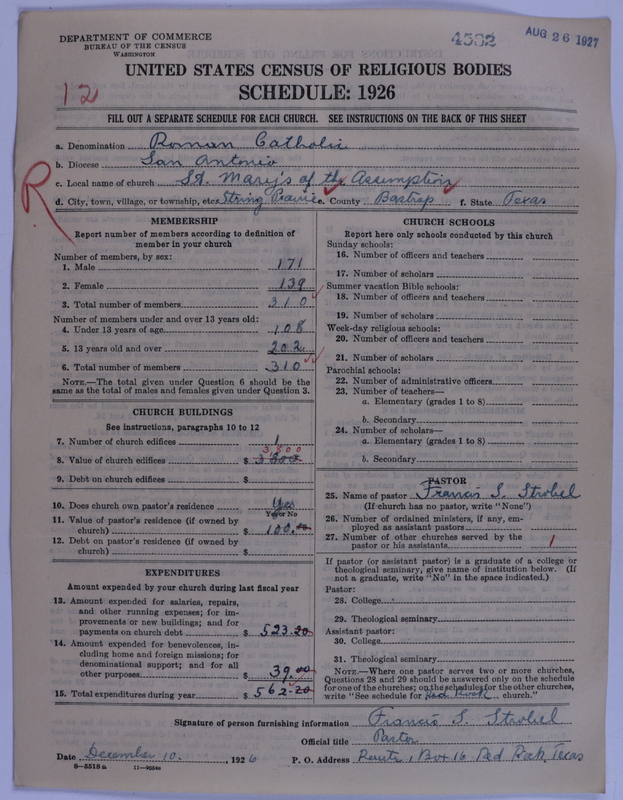 DEPARTMENT OF COMMERCE
BUREAU OF THE CENSUS
WASHINGTON
4532
AUG 26 1927
UNITED STATES CENSUS OF RELIGIOUS BODIES
SCHEDULE: 1926
12
FILL OUT A SEPARATE SCHEDULE FOR EACH CHURCH. SEE INSTRUCTIONS ON THE BACK OF THIS SHEET
R
a. Denomination Roman Catholic
b. Diocese San Antonio
c. Local name of church St. Mary's of the Assumption
d. City, town, village, or township, etc. String Prairie e. County Bastrop f. State Texas
MEMBERSHIP
Report number of members according to definition of
member in your church
Number of members, by sex:
1. Male 171
2. Female 139
3. Total number of members 310
Number of members under and over 13 years old:
4. Under 13 years of age 108
5. 13 years old and over 202
6. Total number of members 310
NOTE.—The total given under Question 6 should be the
same as the total of males and females given under Question 3.
CHURCH BUILDINGS
See instructions, paragraphs 10 to 12
7. Number of church edifices 1
3500
8. Value of church edifices $
9. Debt on church edifices $
10. Does church own pastor's residence Yes
Yes or No
11. Value of pastor's residence (if owned by
church) $ 100.00
12. Debt on pastor's residence (if owned by
church) $
EXPENDITURES
Amount expended by your church during last fiscal year
13. Amount expended for salaries, repairs,
and other running expenses; for im-
provements or new buildings; and for
payments on church debt $ 523.20
14. Amount expended for benevolences, in-
cluding home and foreign missions; for
denominational support; and for all
other purposes $ 39.00
15. Total expenditures during year $ 562.20
CHURCH SCHOOLS
Report here only schools conducted by this church
Sunday schools:
16. Number of officers and teachers
17. Number of scholars
Summer vacation Bible schools:
18. Number of officers and teachers
19. Number of scholars
Week-day religious schools:
20. Number of officers and teachers
21. Number of scholars
Parochial schools:
22. Number of administrative officers
23. Number of teachers—
a. Elementary (grades 1 to 8)
b. Secondary
24. Number of scholars—
a. Elementary (grades 1 to 8)
b. Secondary
PASTOR
25. Name of pastor Francis S. Strobel
(If church has no pastor, write "None")
26. Number of ordained ministers, if any, em-
ployed as assistant pastors
27. Number of other churches served by the
pastor or his assistants 1
If pastor (or assistant pastor) is a graduate of a college or
theological seminary, give name of institution below. (If
not a graduate, write "No" in the space indicated.)
Pastor:
28. College
29. Theological seminary
Assistant pastor:
30. College
31. Theological seminary
NOTE.—Where one pastor serves two or more churches,
Questions 28 and 29 should be answered only on the schedule
for one of the churches; on the schedules for the other churches,
write "See schedule for Red Rock church."
Signature of person furnishing information Francis S. Strobel
Official title Pastor
Date December 10, 1926 P. O. Address Route 1, Box 16 Red Rock, Texas
8-5518a 11-9554